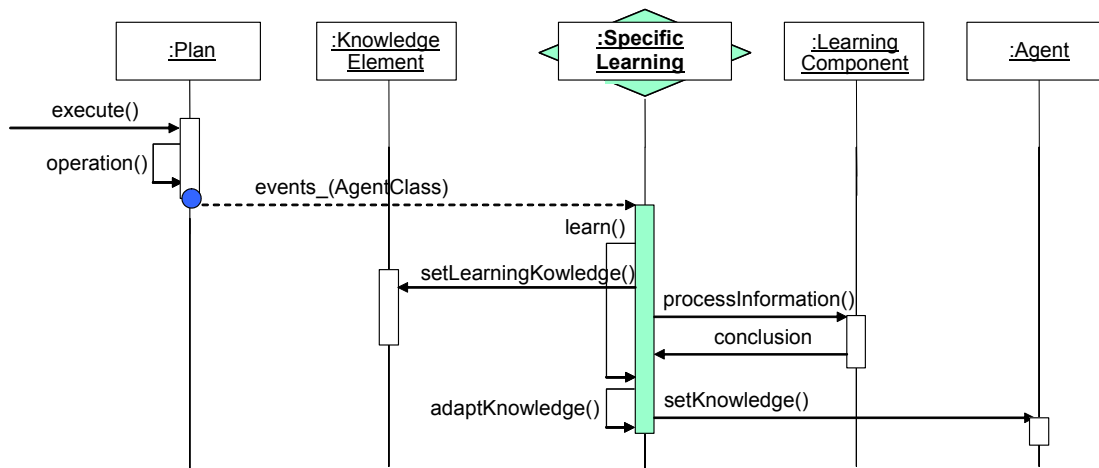 :Plan
:Knowledge
Element
:Specific
Learning
:Learning
Component
:Agent
execute()
operation()
events_(AgentClass)
learn()
setLearningKowledge()
processInformation()
conclusion
adaptKnowledge()
setKnowledge()